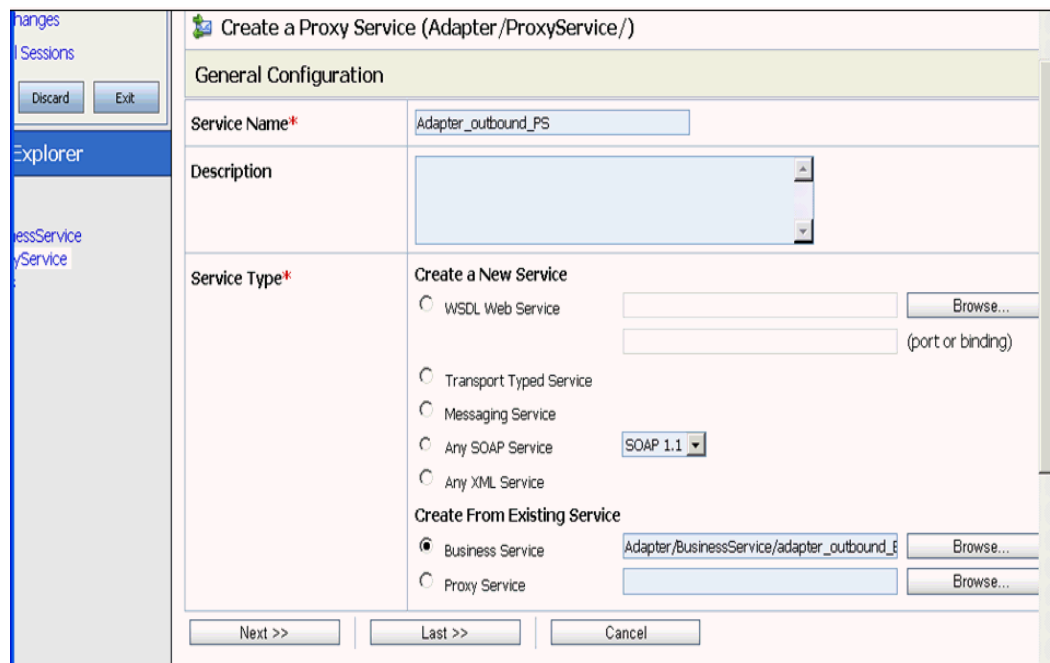 hanges
l Sessions
Discard Exit
Explorer
essService
yService
Create a Proxy Service (Adapter/ProxyService/)
General Configuration
Service Name*
Adapter_outbound_PS
Description
Service Type*
Create a New Service
WSDL Web Service
Browse...
(port or binding)
Transport Typed Service
Messaging Service
Any SOAP Service
SOAP 1.1
Any XML Service
Create From Existing Service
Business Service
Adapter/BusinessService/adapter_outbound_
Browse...
Proxy Service
Browse...
Next >> Last >> Cancel